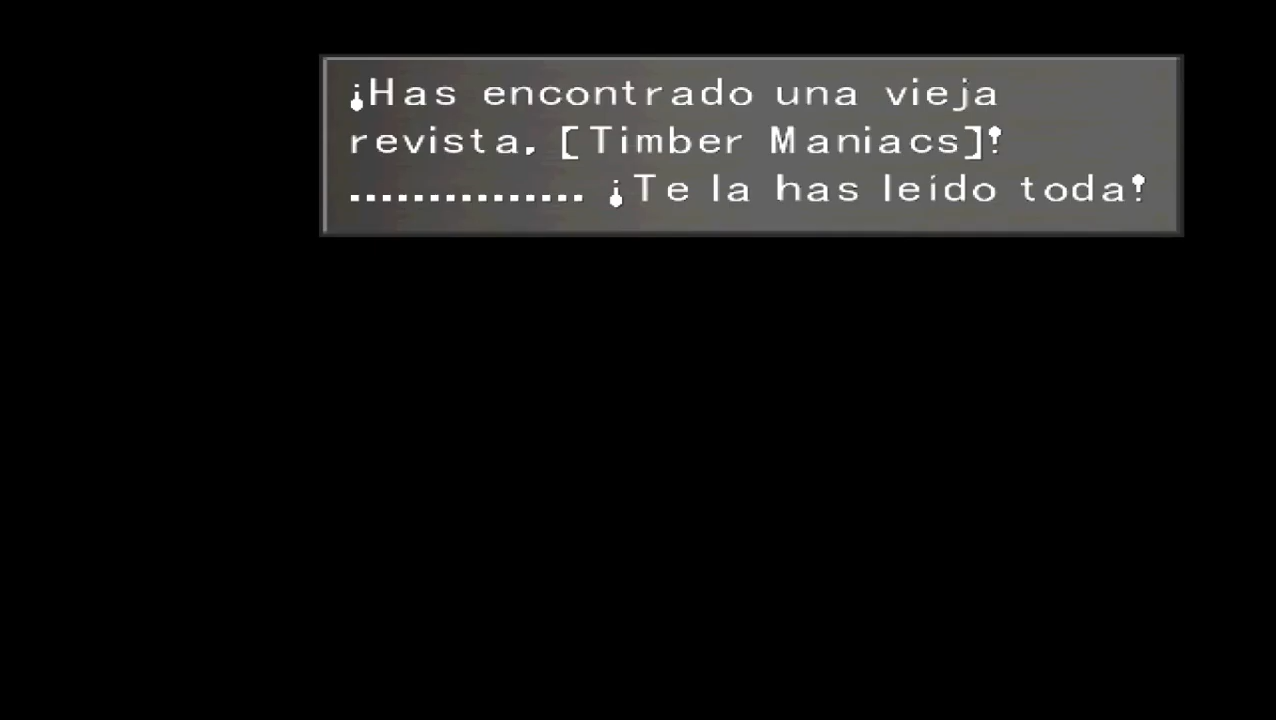 ¡Has encontrado una vieja
revista, [Timber Maniacs]!
............... ¡Te la has leído toda!